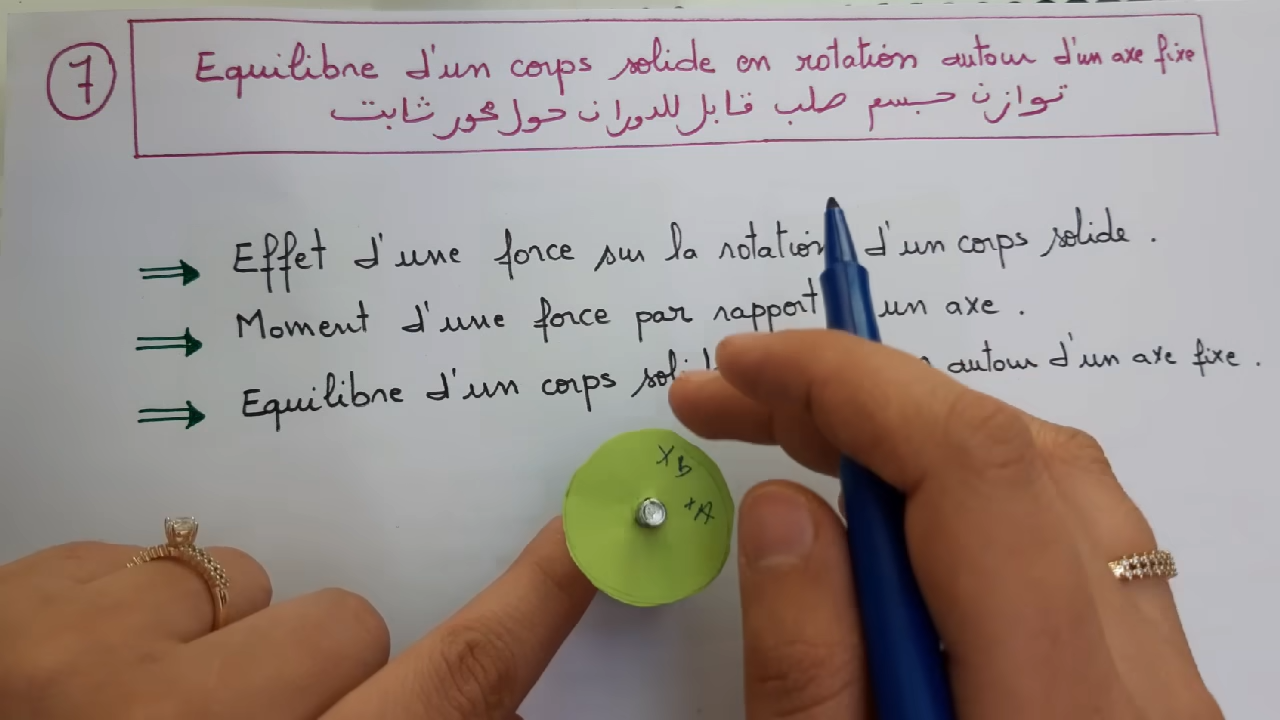 7
Equilibre d'un corps solide en rotation autour d'un axe fixe
توازن جسم صلب قابل للدوران حول محور ثابت
Effet d'une force sur la rotation d'un corps solide .
Moment d'une force par rapport un axe .
Equilibre d'un corps autour d'un axe fixe .
XB
xA